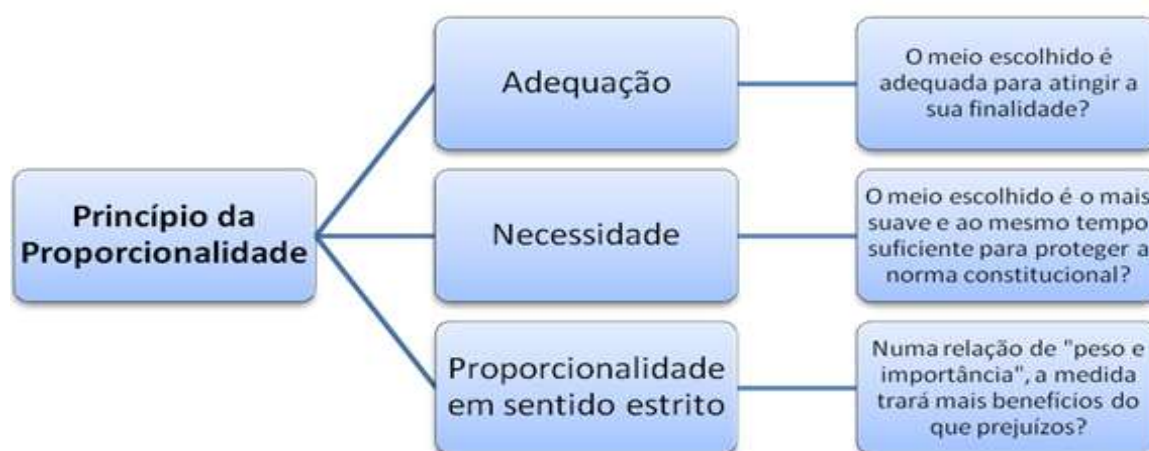 Princípio da
Proporcionalidade
Adequação
O meio escolhido é
adequada para atingir a
sua finalidade?
Necessidade
O meio escolhido é o mais
suave e ao mesmo tempo
suficiente para proteger a
norma constitucional?
Proporcionalidade
em sentido estrito
Numa relação de "peso e
importância", a medida
trará mais benefícios do
que prejuízos?